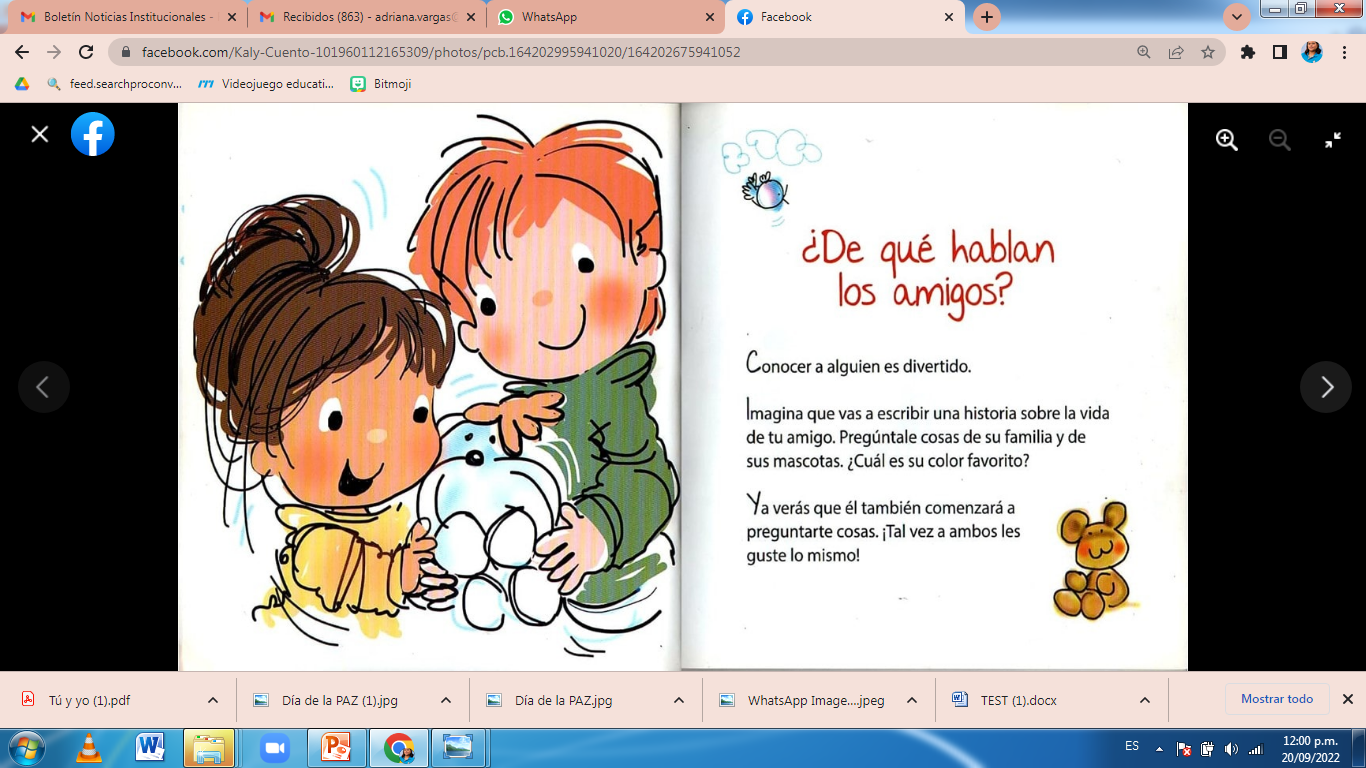 Boletín Noticias Institucionales -
Recibidos (863) - adriana.vargas@
WhatsApp
Facebook
facebook.com/Kaly-Cuento-101960112165309/photos/pcb.164202995941020/164202675941052
feed.searchproconv...
Videojuego educati...
Bitmoji
¿De qué hablan
los amigos?
Conocer a alguien es divertido.
Imagina que vas a escribir una historia sobre la vida
de tu amigo. Pregúntale cosas de su familia y de
sus mascotas. ¿Cuál es su color favorito?
Ya verás que él también comenzará a
preguntarte cosas. ¡Tal vez a ambos les
guste lo mismo!
Tú y yo (1).pdf
Día de la PAZ (1).jpg
Día de la PAZ.jpg
WhatsApp Image....jpeg
TEST (1).docx
Mostrar todo
ES
12:00 p.m.
20/09/2022